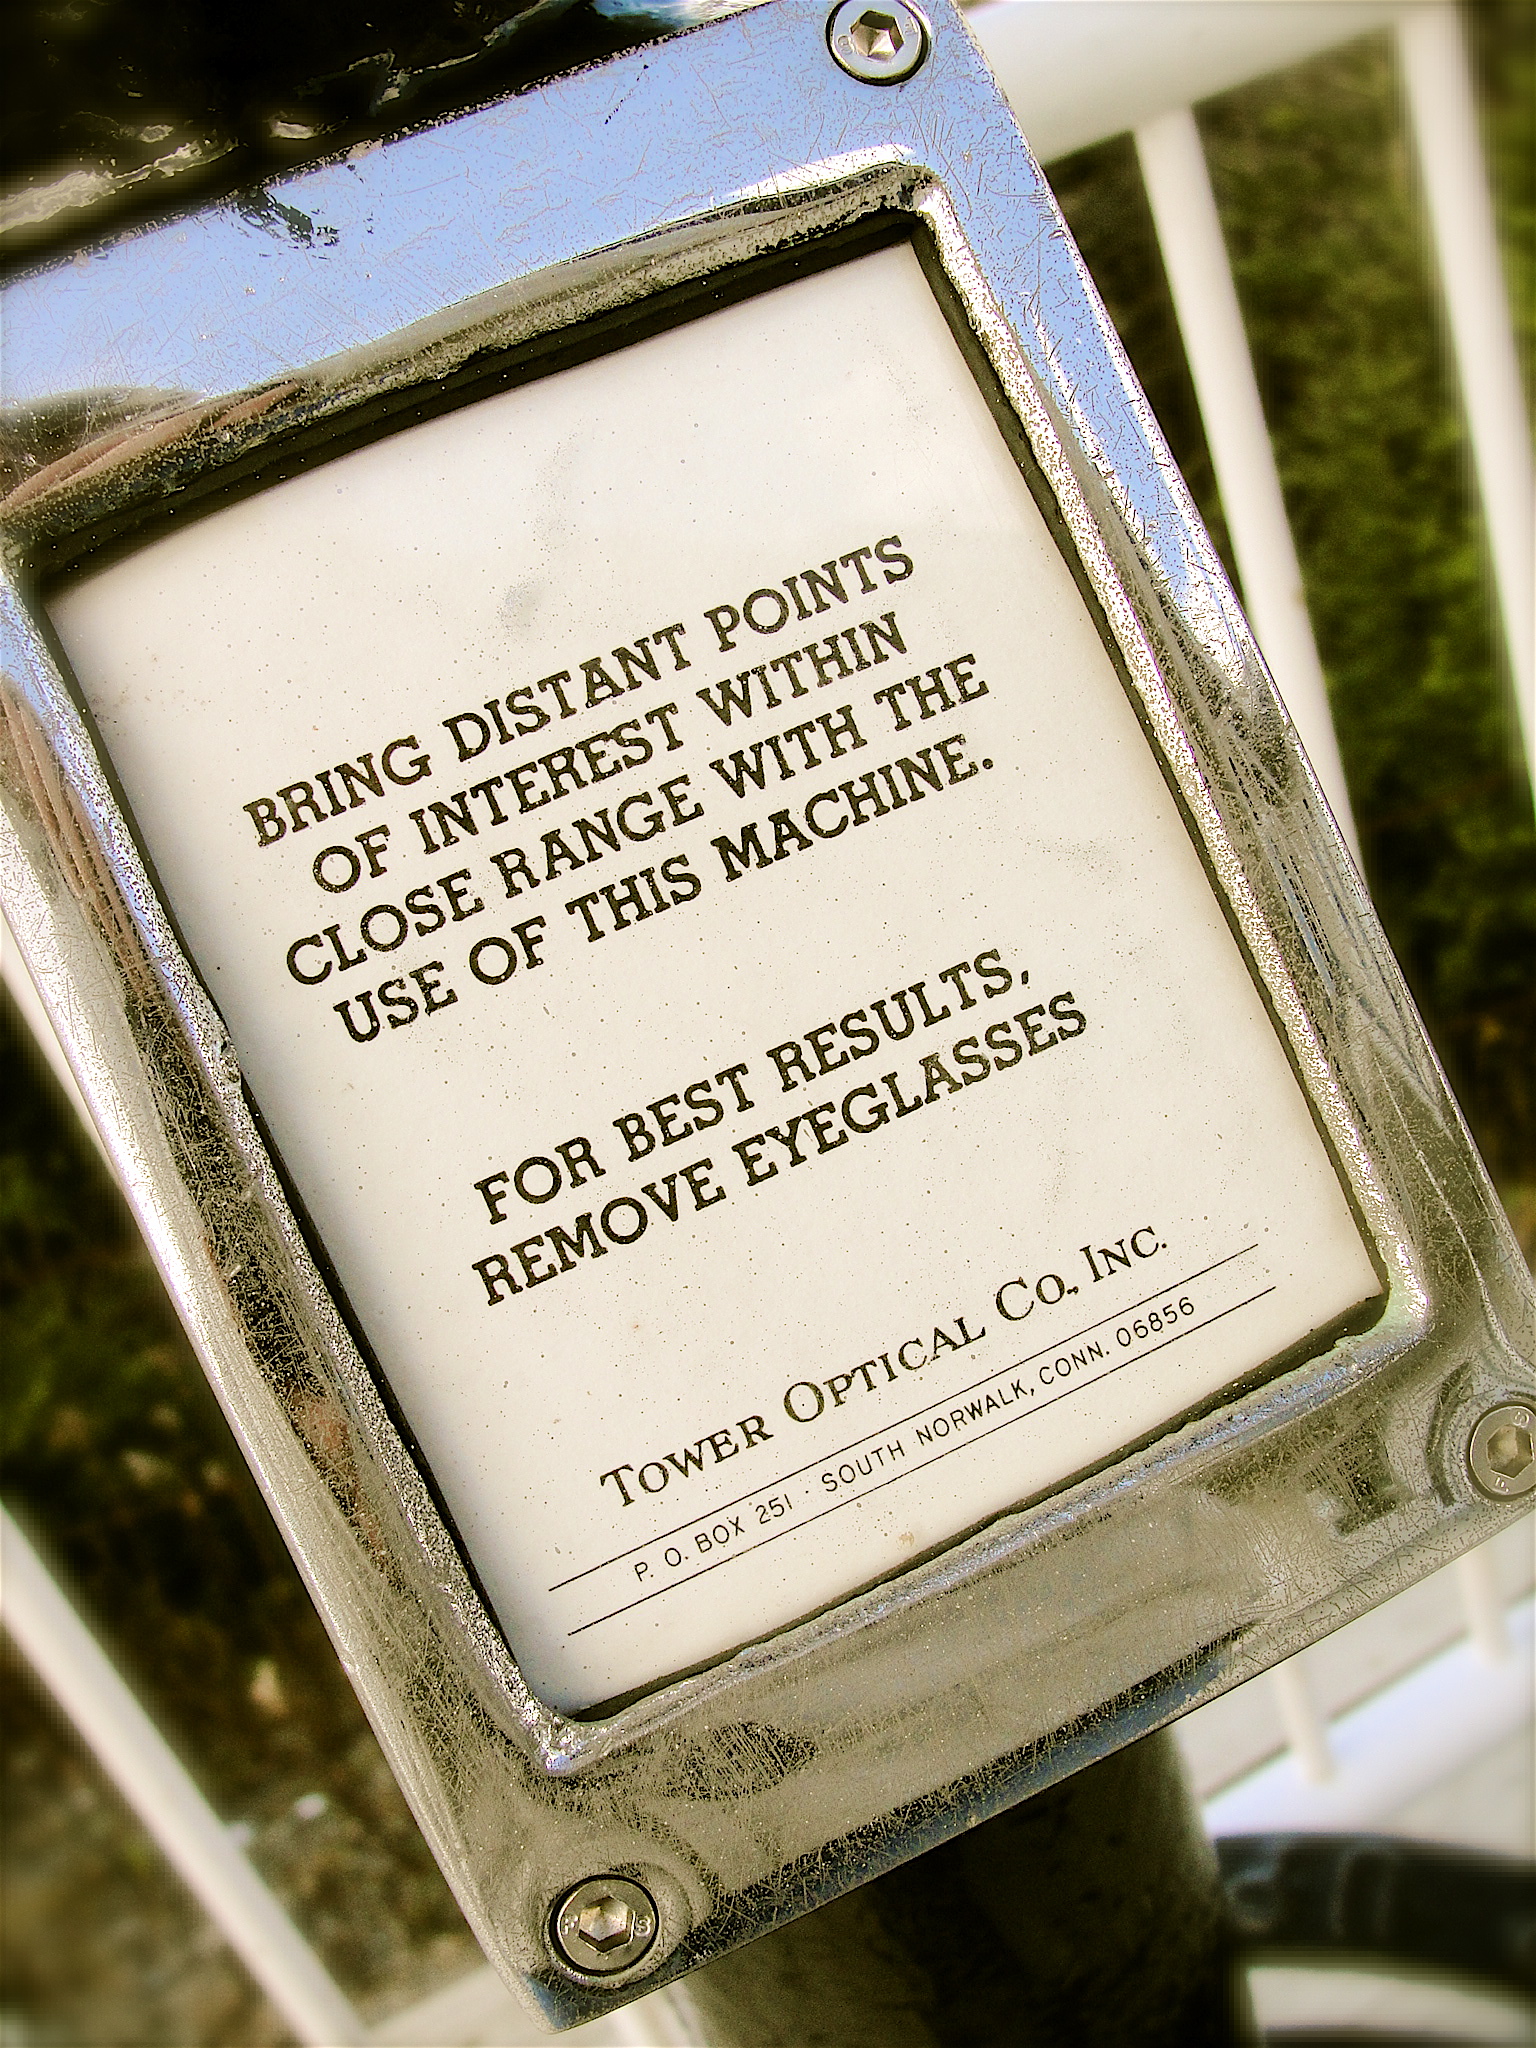 BRING DISTANT POINTS
OF INTEREST WITHIN
CLOSE RANGE WITH THE
USE OF THIS MACHINE.
FOR BEST RESULTS,
REMOVE EYEGLASSES
TOWER OPTICAL CO., INC.
P. O. BOX 251 · SOUTH NORWALK, CONN. 06856